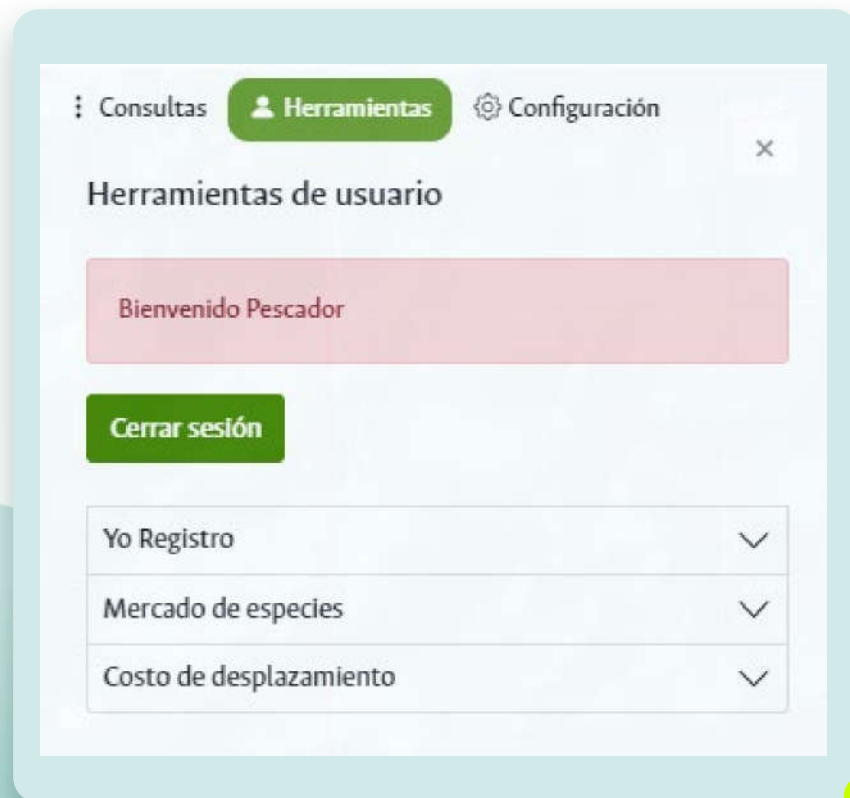 Consultas Herramientas Configuración
Herramientas de usuario
Bienvenido Pescador
Cerrar sesión
Yo Registro
Mercado de especies
Costo de desplazamiento